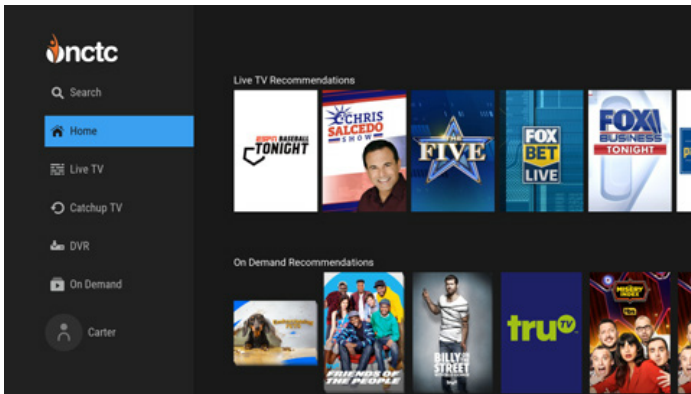 nctc
Search
Home
Live TV
Catchup TV
DVR
On Demand
Carter
Live TV Recommendations
BASEBALL
TONIGHT
CHRIS
SALCEDO
SHOW
THE
FIVE
FOX
BET
LIVE
FOX
BUSINESS
TONIGHT
On Demand Recommendations
FRIENDS OF
THE PEOPLE
BILLY ON
THE
STREET
truTV
THE
MISERY
INDEX